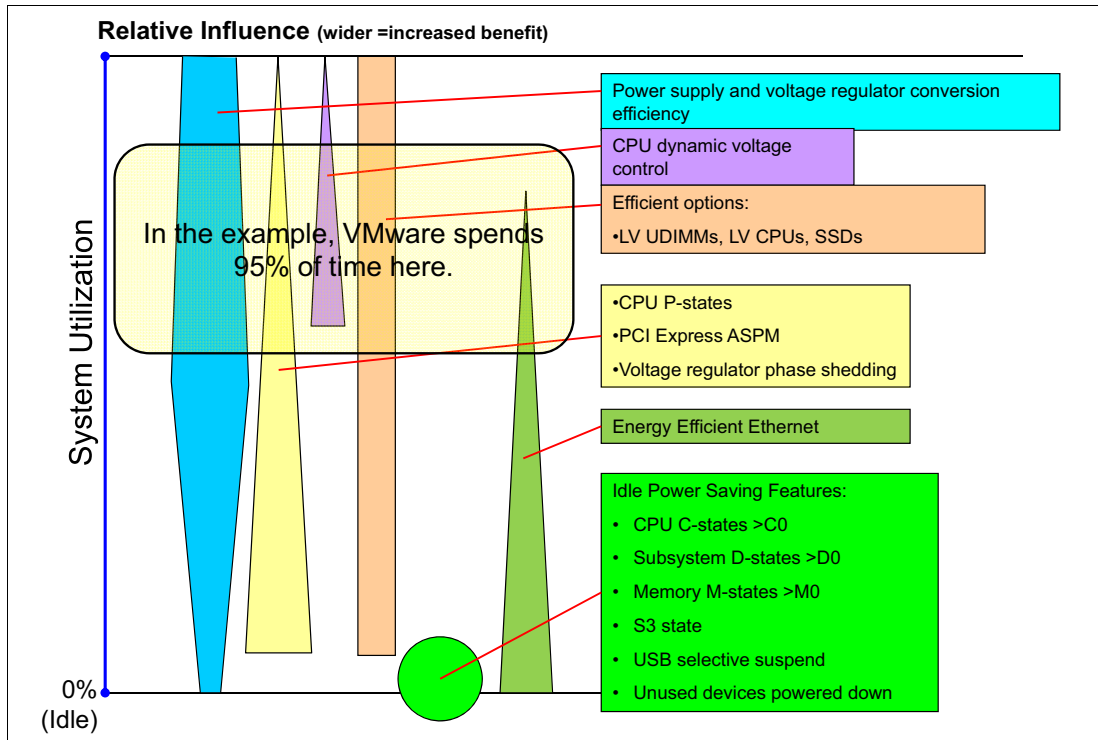 Relative Influence (wider =increased benefit)
System Utilization
Power supply and voltage regulator conversion
efficiency
CPU dynamic voltage
control
Efficient options:
•LV UDIMMs, LV CPUs, SSDs
In the example, VMware spends
95% of time here.
•CPU P-states
•PCI Express ASPM
•Voltage regulator phase shedding
Energy Efficient Ethernet
Idle Power Saving Features:
• CPU C-states >C0
• Subsystem D-states >D0
• Memory M-states >M0
• S3 state
• USB selective suspend
• Unused devices powered down
0%
(Idle)